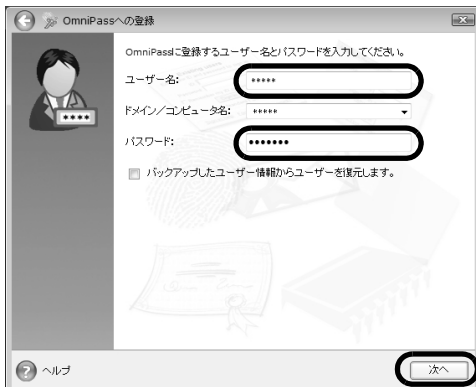 OmniPassへの登録
OmniPassに登録するユーザー名とパスワードを入力してください。
ユーザー名: *****
ドメイン/コンピュータ名: *****
パスワード: •••••••
****
バックアップしたユーザー情報からユーザーを復元します。
ヘルプ
次へ